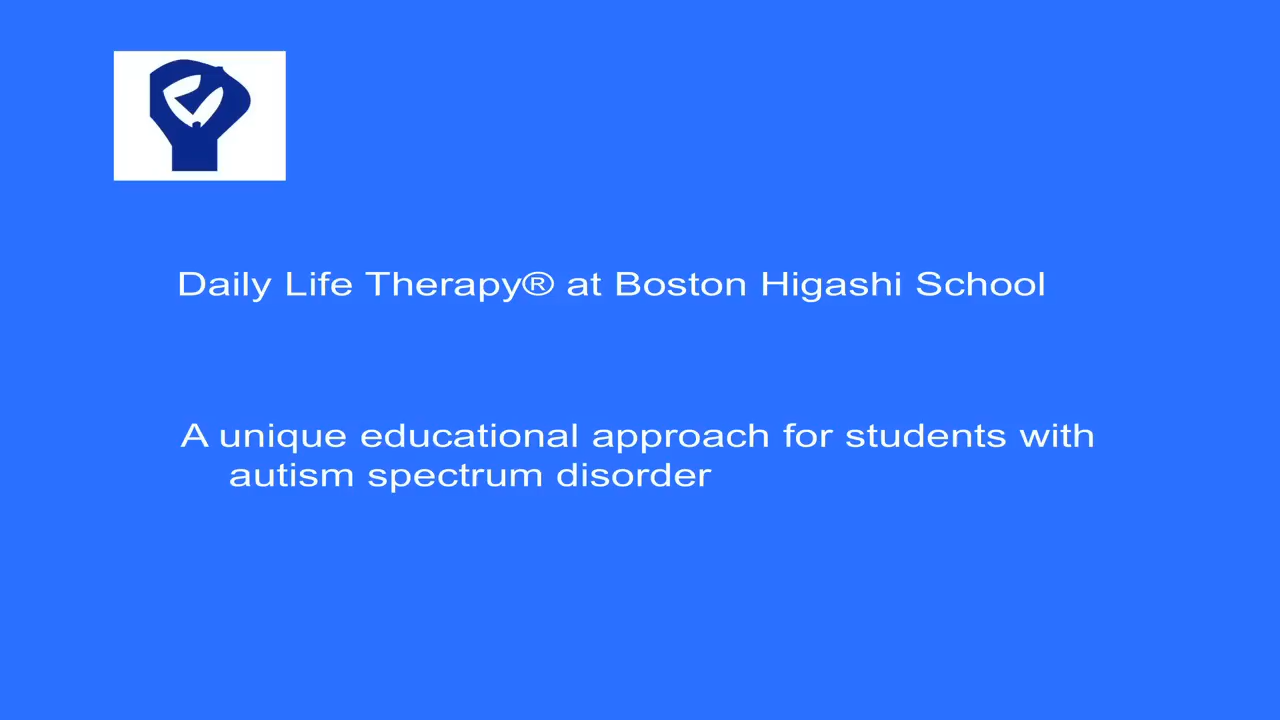 Daily Life Therapy® at Boston Higashi School
A unique educational approach for students with
autism spectrum disorder